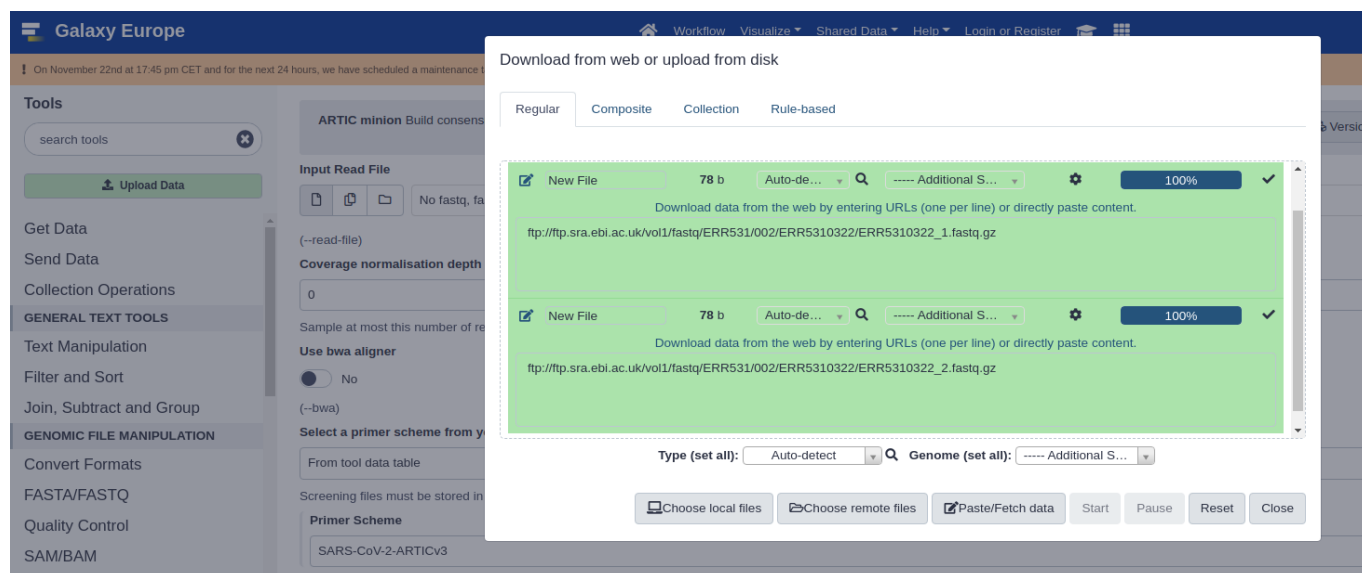 Galaxy Europe
Workflow Visualize Shared Data Help Login or Register
On November 22nd at 17:45 pm CET and for the next 24 hours, we have scheduled a maintenance
Tools
search tools
Upload Data
Get Data
Send Data
Collection Operations
GENERAL TEXT TOOLS
Text Manipulation
Filter and Sort
Join, Subtract and Group
GENOMIC FILE MANIPULATION
Convert Formats
FASTA/FASTQ
Quality Control
SAM/BAM
ARTIC minion Build consens
Versio
Input Read File
No fastq, fa
(--read-file)
Coverage normalisation depth
0
Sample at most this number of re
Use bwa aligner
No
(--bwa)
Select a primer scheme from y
From tool data table
Screening files must be stored in
Primer Scheme
SARS-CoV-2-ARTICv3
Download from web or upload from disk
Regular Composite Collection Rule-based
New File 78 b Auto-de... ----- Additional S... 100%
Download data from the web by entering URLs (one per line) or directly paste content.
ftp://ftp.sra.ebi.ac.uk/vol1/fastq/ERR531/002/ERR5310322/ERR5310322_1.fastq.gz
New File 78 b Auto-de... ----- Additional S... 100%
Download data from the web by entering URLs (one per line) or directly paste content.
ftp://ftp.sra.ebi.ac.uk/vol1/fastq/ERR531/002/ERR5310322/ERR5310322_2.fastq.gz
Type (set all): Auto-detect Genome (set all): ----- Additional S...
Choose local files Choose remote files Paste/Fetch data Start Pause Reset Close